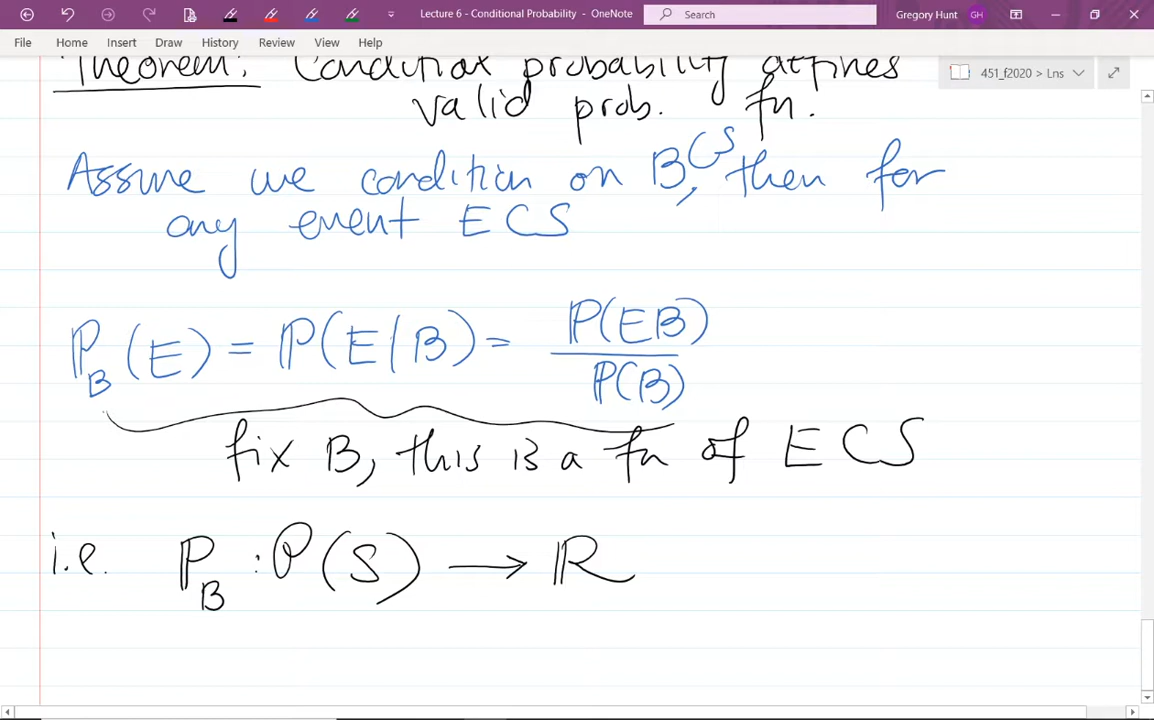 Lecture 6 - Conditional Probability - OneNote
Search
Gregory Hunt
GH
File Home Insert Draw History Review View Help
451_f2020 > Lns
Theorem: Conditional probability defines
valid prob. fn.
Assume we condition on B⊂S, then for
any event E⊂S
ℙ_B(E) = ℙ(E|B) = ℙ(EB)/ℙ(B)
fix B, this is a fn of E⊂S
i.e. ℙ_B : 𝒫(S) → ℝ